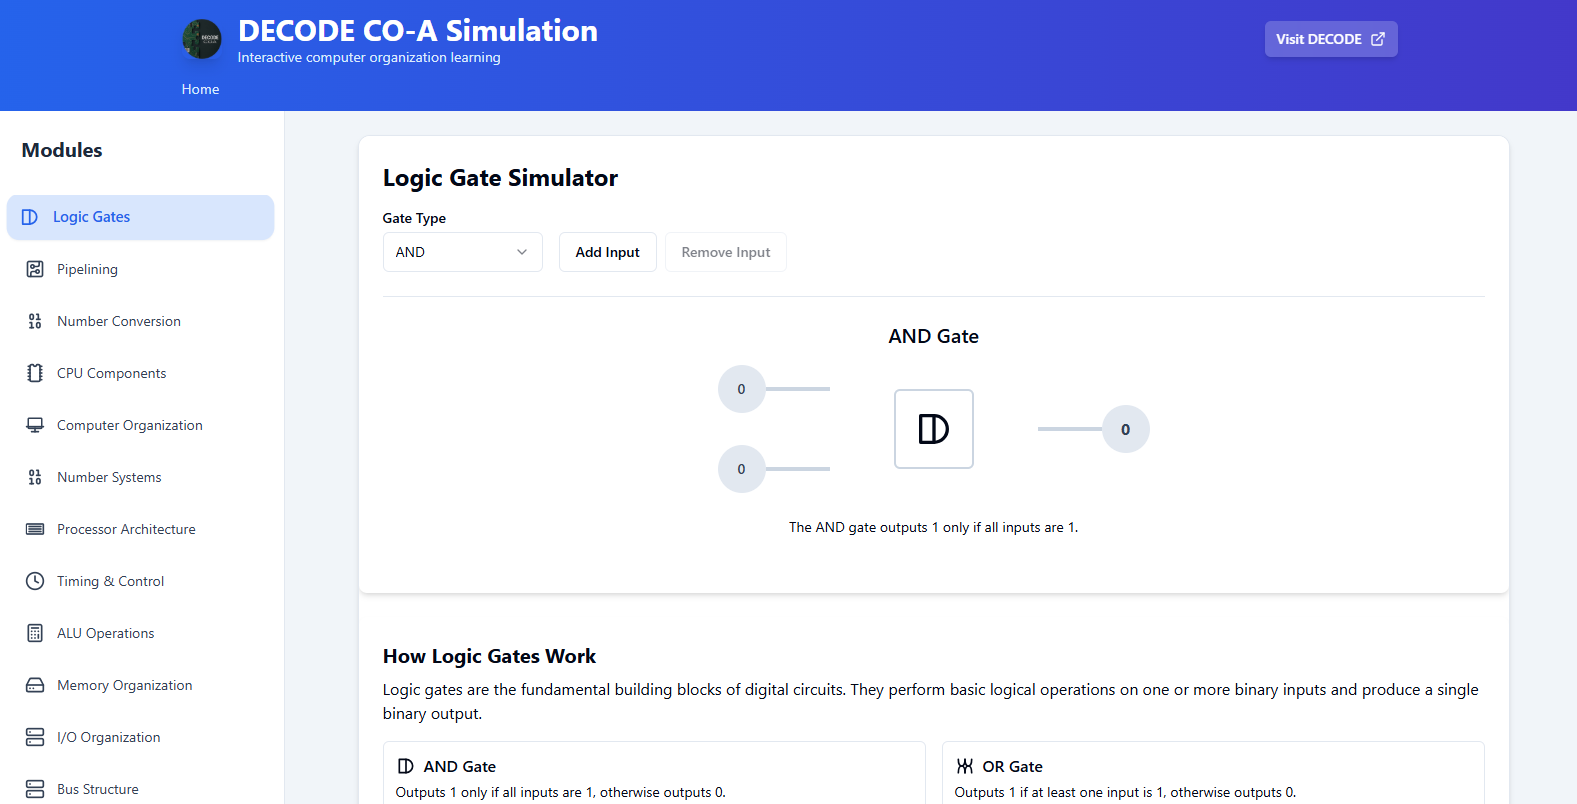 DECODE CO-A Simulation
Interactive computer organization learning
Visit DECODE
Home
Modules
Logic Gates
Pipelining
Number Conversion
CPU Components
Computer Organization
Number Systems
Processor Architecture
Timing & Control
ALU Operations
Memory Organization
I/O Organization
Bus Structure
Logic Gate Simulator
Gate Type
AND
Add Input
Remove Input
AND Gate
0
0
0
The AND gate outputs 1 only if all inputs are 1.
How Logic Gates Work
Logic gates are the fundamental building blocks of digital circuits. They perform basic logical operations on one or more binary inputs and produce a single
binary output.
AND Gate
Outputs 1 only if all inputs are 1, otherwise outputs 0.
OR Gate
Outputs 1 if at least one input is 1, otherwise outputs 0.